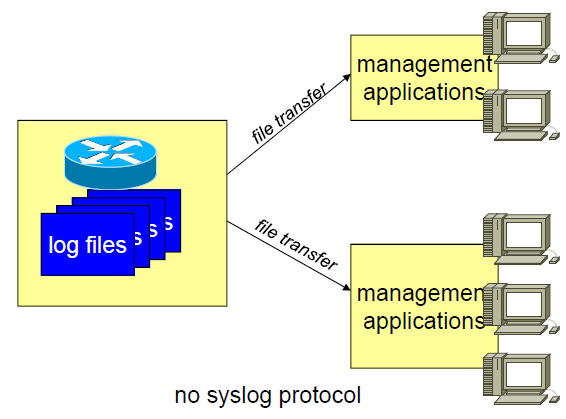 management
applications
file transfer
log files
s
s
s
file transfer
management
applications
no syslog protocol